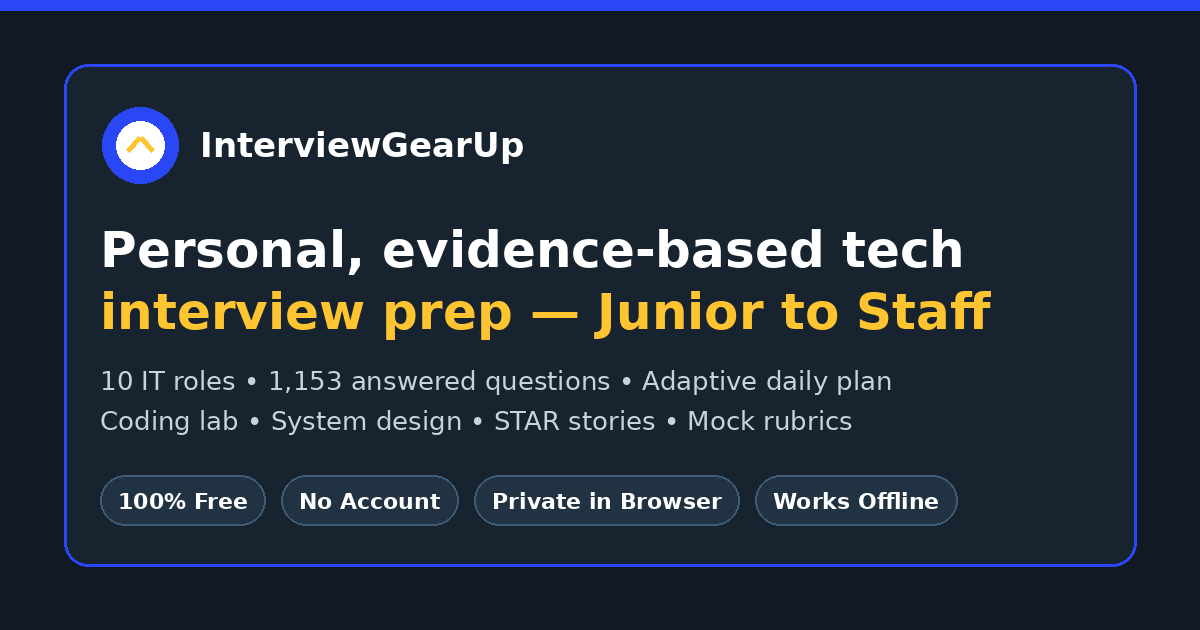 InterviewGearUp
Personal, evidence-based tech
interview prep — Junior to Staff
10 IT roles • 1,153 answered questions • Adaptive daily plan
Coding lab • System design • STAR stories • Mock rubrics
100% Free No Account Private in Browser Works Offline